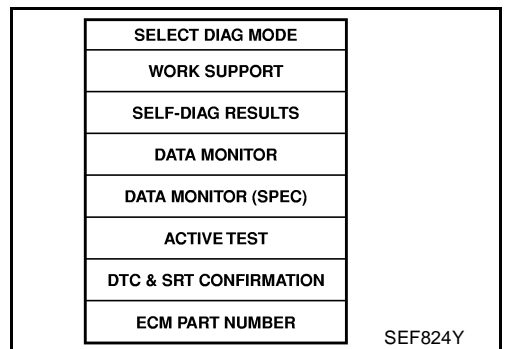 SELECT DIAG MODE
WORK SUPPORT
SELF-DIAG RESULTS
DATA MONITOR
DATA MONITOR (SPEC)
ACTIVE TEST
DTC & SRT CONFIRMATION
ECM PART NUMBER
SEF824Y